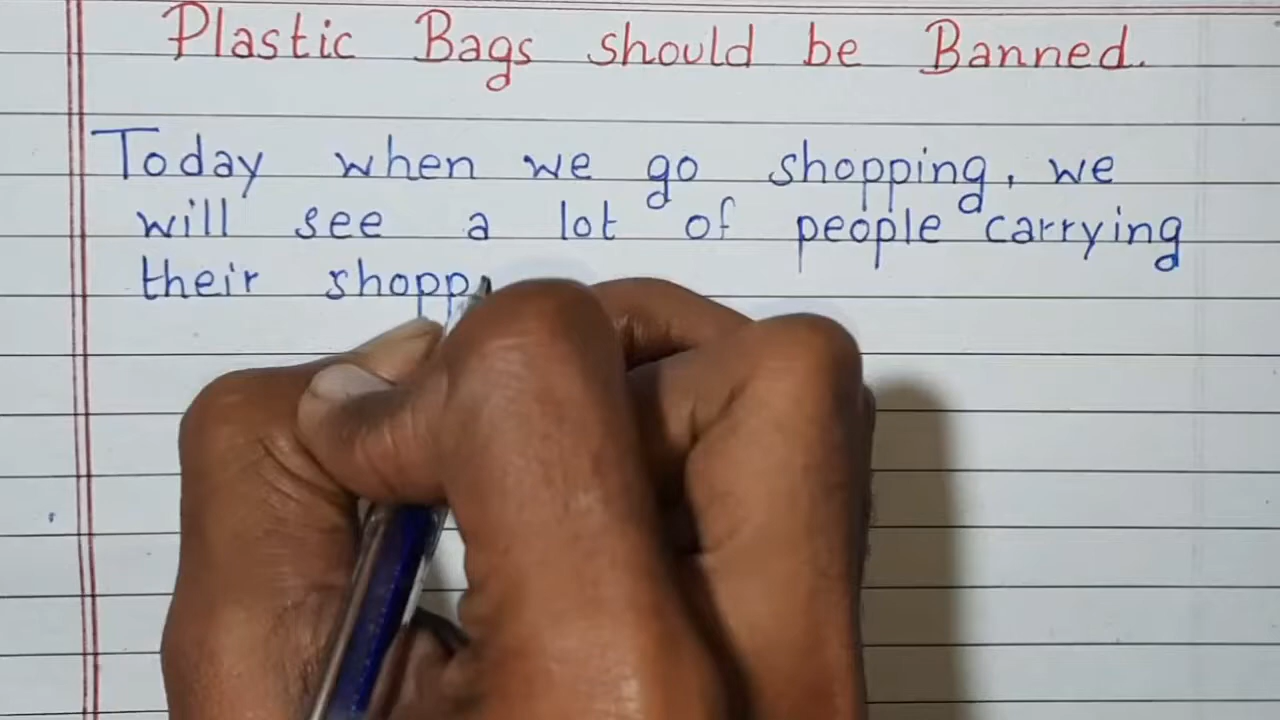 Plastic Bags should be Banned.
Today when we go shopping, we
will see a lot of people carrying
their shopp